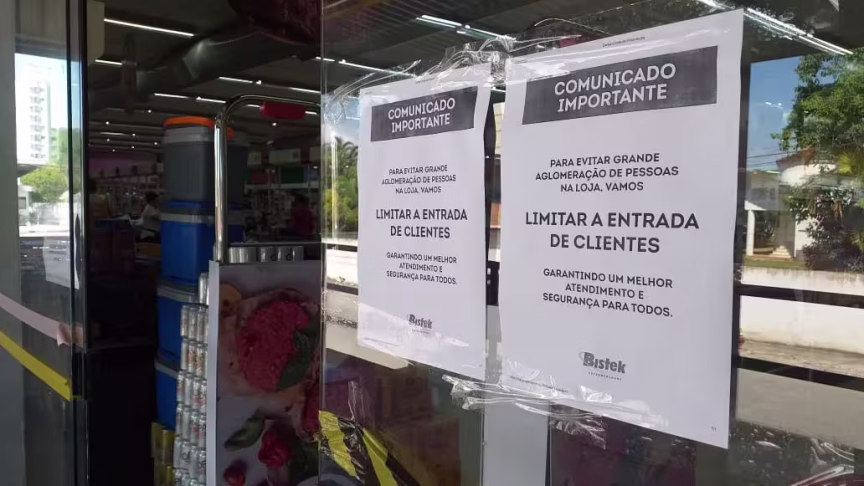 COMUNICADO
IMPORTANTE
PARA EVITAR GRANDE
AGLOMERAÇÃO DE PESSOAS
NA LOJA, VAMOS
LIMITAR A ENTRADA
DE CLIENTES
GARANTINDO UM MELHOR
ATENDIMENTO E
SEGURANÇA PARA TODOS.
Bistek
COMUNICADO
IMPORTANTE
PARA EVITAR GRANDE
AGLOMERAÇÃO DE PESSOAS
NA LOJA, VAMOS
LIMITAR A ENTRADA
DE CLIENTES
GARANTINDO UM MELHOR
ATENDIMENTO E
SEGURANÇA PARA TODOS.
Bistek